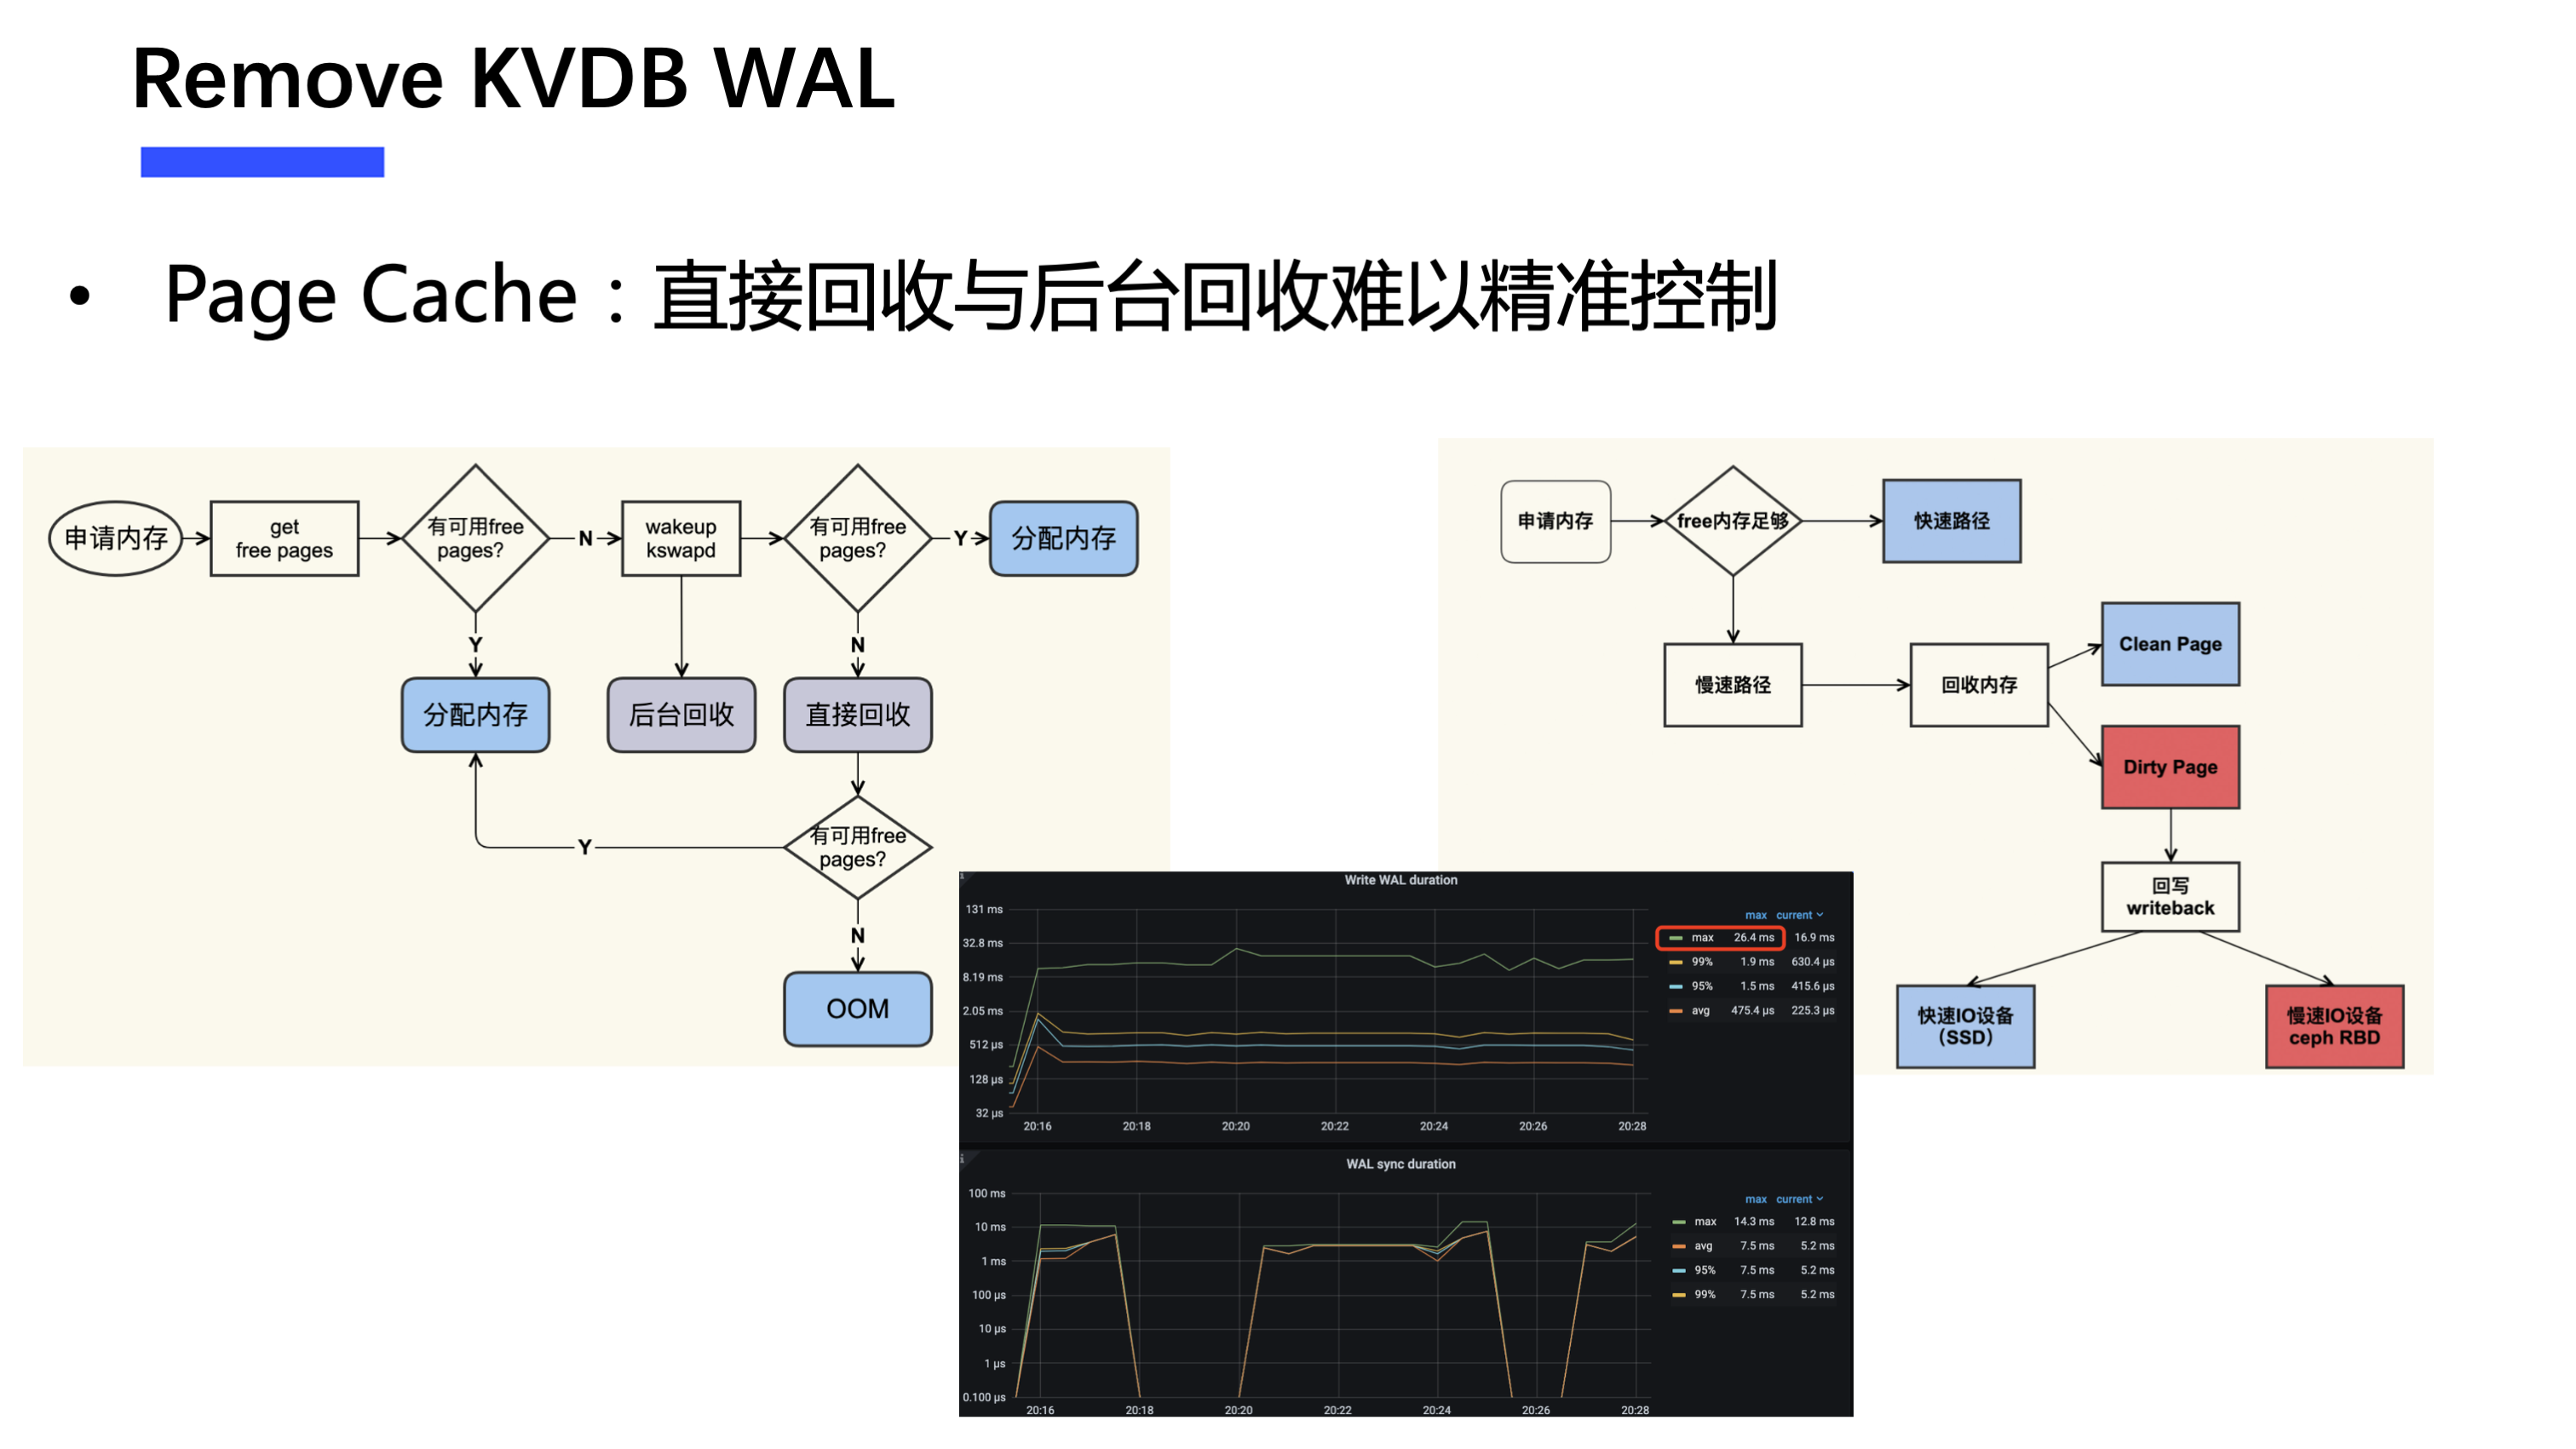 Remove KVDB WAL
• Page Cache：直接回收与后台回收难以精准控制
申请内存
get
free pages
有可用free
pages?
N
wakeup
kswapd
有可用free
pages?
Y
分配内存
Y
N
分配内存
后台回收
直接回收
有可用free
pages?
Y
N
OOM
申请内存
free内存足够
快速路径
慢速路径
回收内存
Clean Page
Dirty Page
回写
writeback
快速IO设备
（SSD）
慢速IO设备
ceph RBD
Write WAL duration
131 ms
32.8 ms
8.19 ms
2.05 ms
512 µs
128 µs
32 µs
20:16 20:18 20:20 20:22 20:24 20:26 20:28
max current
max 26.4 ms 16.9 ms
99% 1.9 ms 630.4 µs
95% 1.5 ms 415.6 µs
avg 475.4 µs 225.3 µs
WAL sync duration
100 ms
10 ms
1 ms
100 µs
10 µs
1 µs
0.100 µs
20:16 20:18 20:20 20:22 20:24 20:26 20:28
max current
max 14.3 ms 12.8 ms
avg 7.5 ms 5.2 ms
95% 7.5 ms 5.2 ms
99% 7.5 ms 5.2 ms